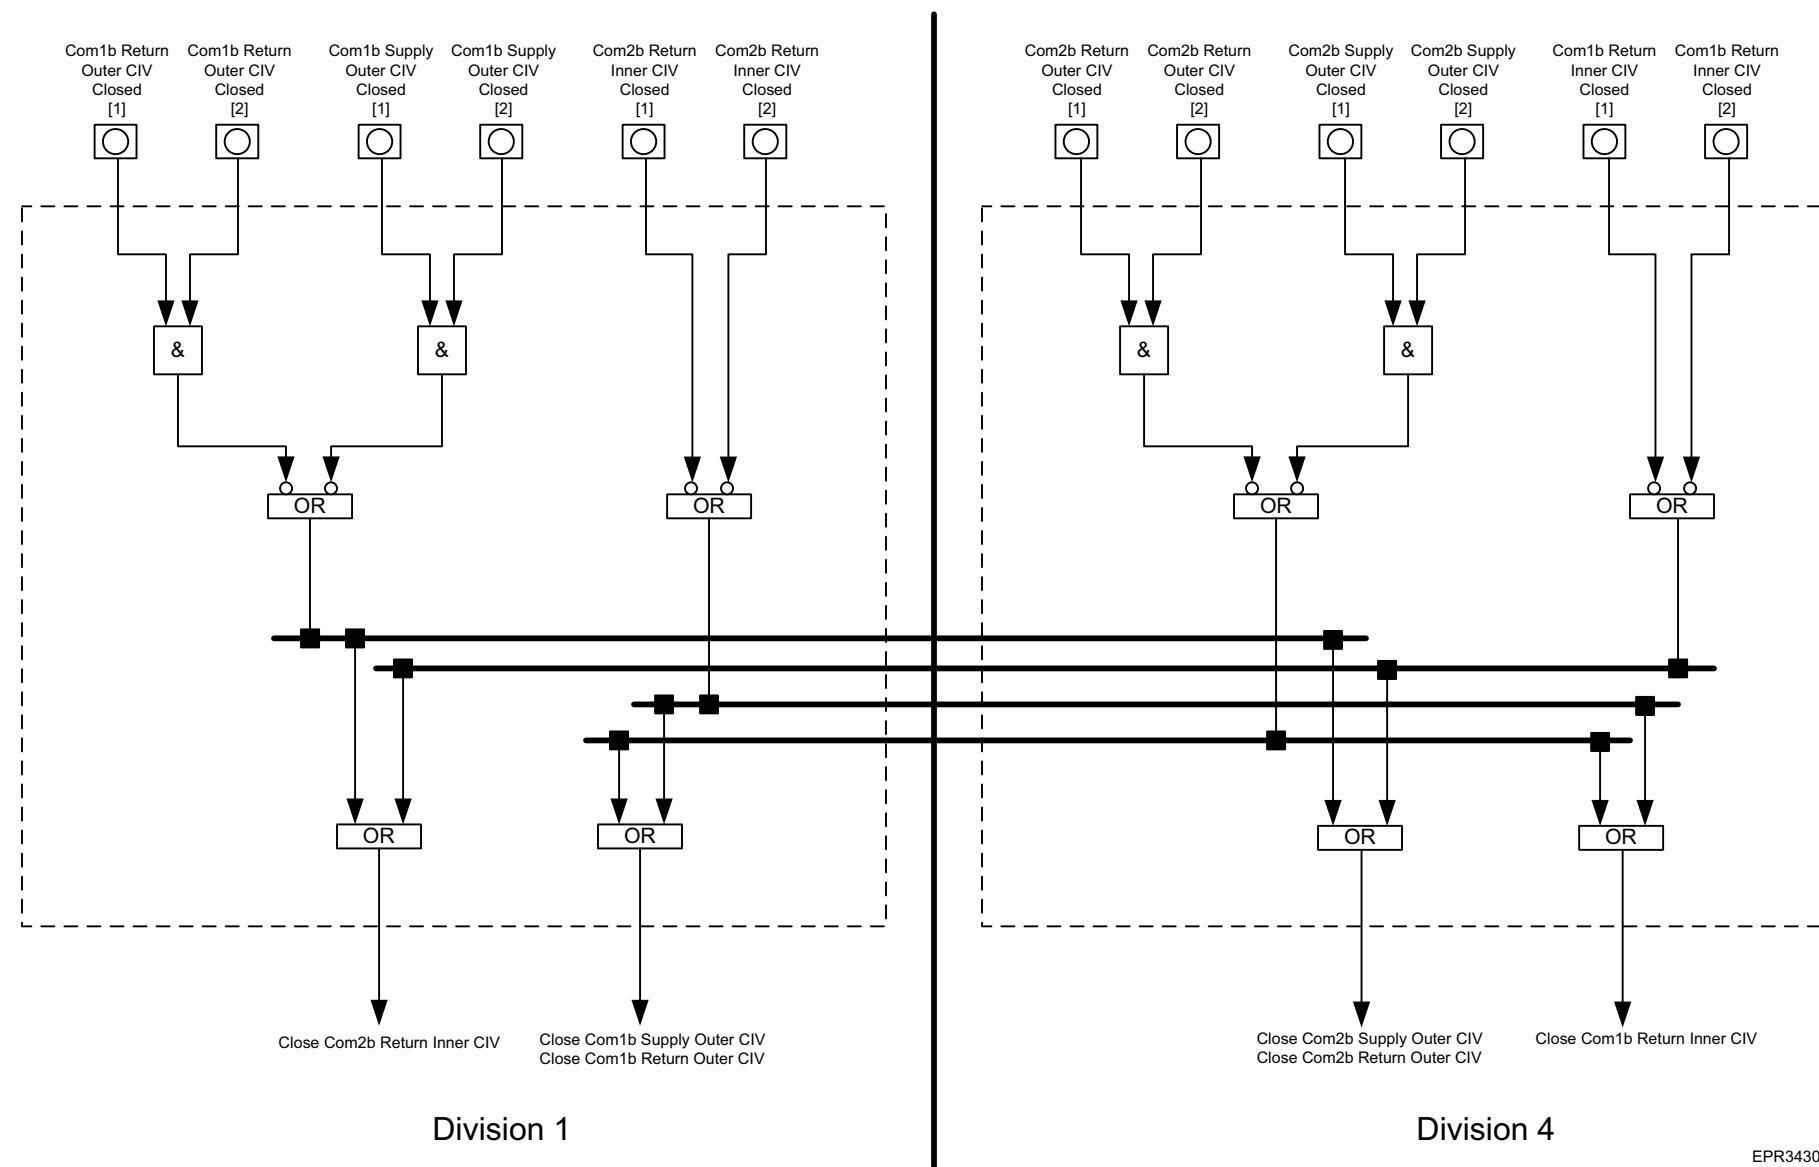 Com1b Return
Outer CIV
Closed
[1]
Com1b Return
Outer CIV
Closed
[2]
Com1b Supply
Outer CIV
Closed
[1]
Com1b Supply
Outer CIV
Closed
[2]
Com2b Return
Inner CIV
Closed
[1]
Com2b Return
Inner CIV
Closed
[2]
Com2b Return
Outer CIV
Closed
[1]
Com2b Return
Outer CIV
Closed
[2]
Com2b Supply
Outer CIV
Closed
[1]
Com2b Supply
Outer CIV
Closed
[2]
Com1b Return
Inner CIV
Closed
[1]
Com1b Return
Inner CIV
Closed
[2]
&
&
&
&
OR
OR
OR
OR
OR
OR
OR
OR
Close Com2b Return Inner CIV
Close Com1b Supply Outer CIV
Close Com1b Return Outer CIV
Close Com2b Supply Outer CIV
Close Com2b Return Outer CIV
Close Com1b Return Inner CIV
Division 1
Division 4
EPR3430